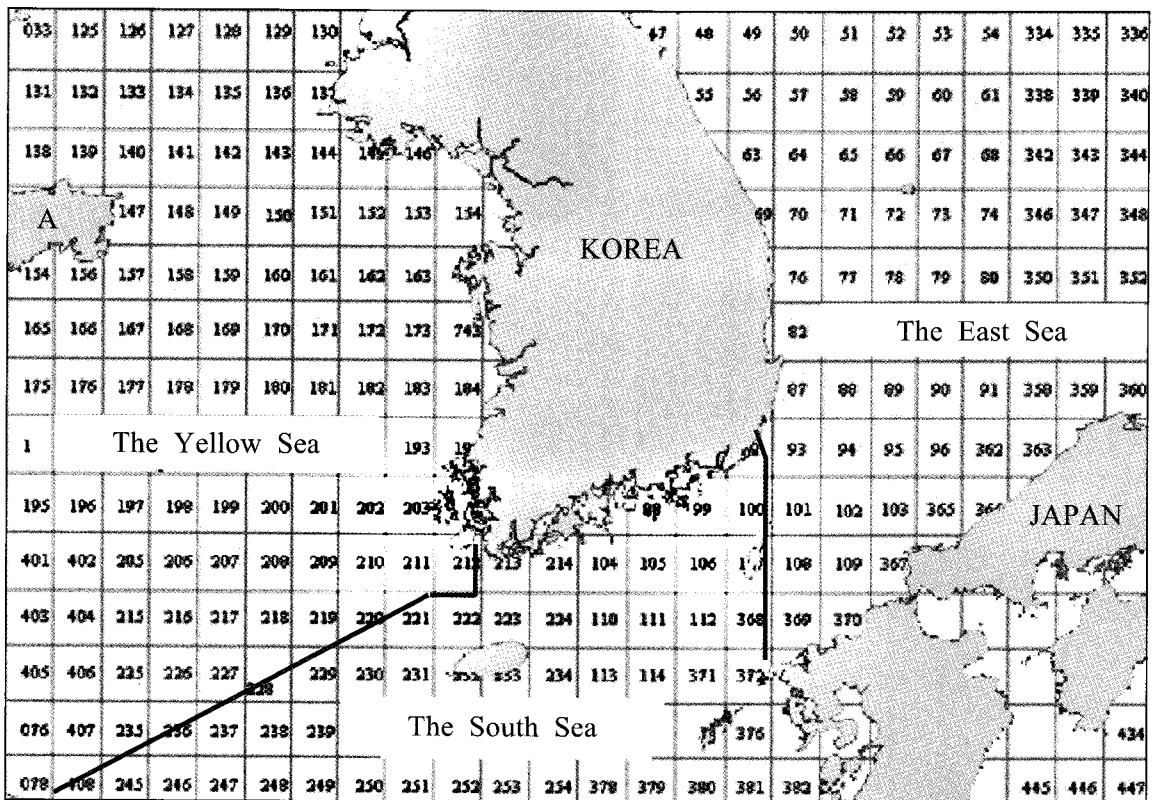 033 125 126 127 128 129 130 47 48 49 50 51 52 53 54 334 335 336
131 132 133 134 135 136 137 55 56 57 58 59 60 61 338 339 340
138 139 140 141 142 143 144 145 146 63 64 65 66 67 68 342 343 344
A 147 148 149 150 151 152 153 154 KOREA 69 70 71 72 73 74 346 347 348
154 156 157 158 159 160 161 162 163 76 77 78 79 80 350 351 352
165 166 167 168 169 170 171 172 173 743 82 The East Sea
175 176 177 178 179 180 181 182 183 184 87 88 89 90 91 358 359 360
1 The Yellow Sea 193 93 94 95 96 362 363
195 196 197 198 199 200 201 202 203 99 100 101 102 103 365 JAPAN
401 402 205 206 207 208 209 210 211 212 213 214 104 105 106 108 109 367
403 404 215 216 217 218 219 220 221 222 223 224 110 111 112 368 369 370
405 406 225 226 227 228 229 230 231 234 113 114 371 372
076 407 235 236 237 238 239 The South Sea 376 434
078 408 245 246 247 248 249 250 251 252 253 254 378 379 380 381 382 445 446 447